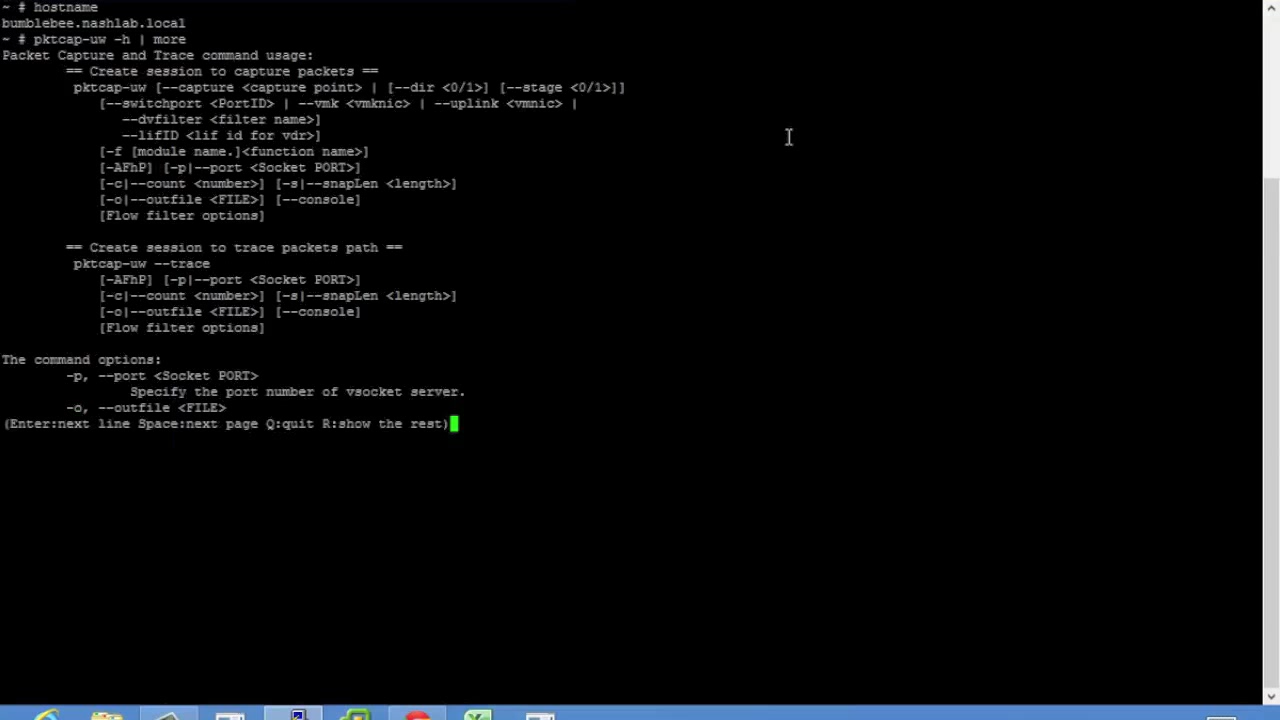 ~ # hostname
bumblebee.nashlab.local
~ # pktcap-uw -h | more
Packet Capture and Trace command usage:
== Create session to capture packets ==
pktcap-uw [--capture <capture point> | [--dir <0/1>] [--stage <0/1>]]
[--switchport <PortID> | --vmk <vmknic> | --uplink <vmnic> |
--dvfilter <filter name>]
--lifID <lif id for vdr>]
[-f [module name.]<function name>]
[-AFhP] [-p|--port <Socket PORT>]
[-c|--count <number>] [-s|--snapLen <length>]
[-o|--outfile <FILE>] [--console]
[Flow filter options]
== Create session to trace packets path ==
pktcap-uw --trace
[-AFhP] [-p|--port <Socket PORT>]
[-c|--count <number>] [-s|--snapLen <length>]
[-o|--outfile <FILE>] [--console]
[Flow filter options]
The command options:
-p, --port <Socket PORT>
Specify the port number of vsocket server.
-o, --outfile <FILE>
(Enter:next line Space:next page Q:quit R:show the rest)